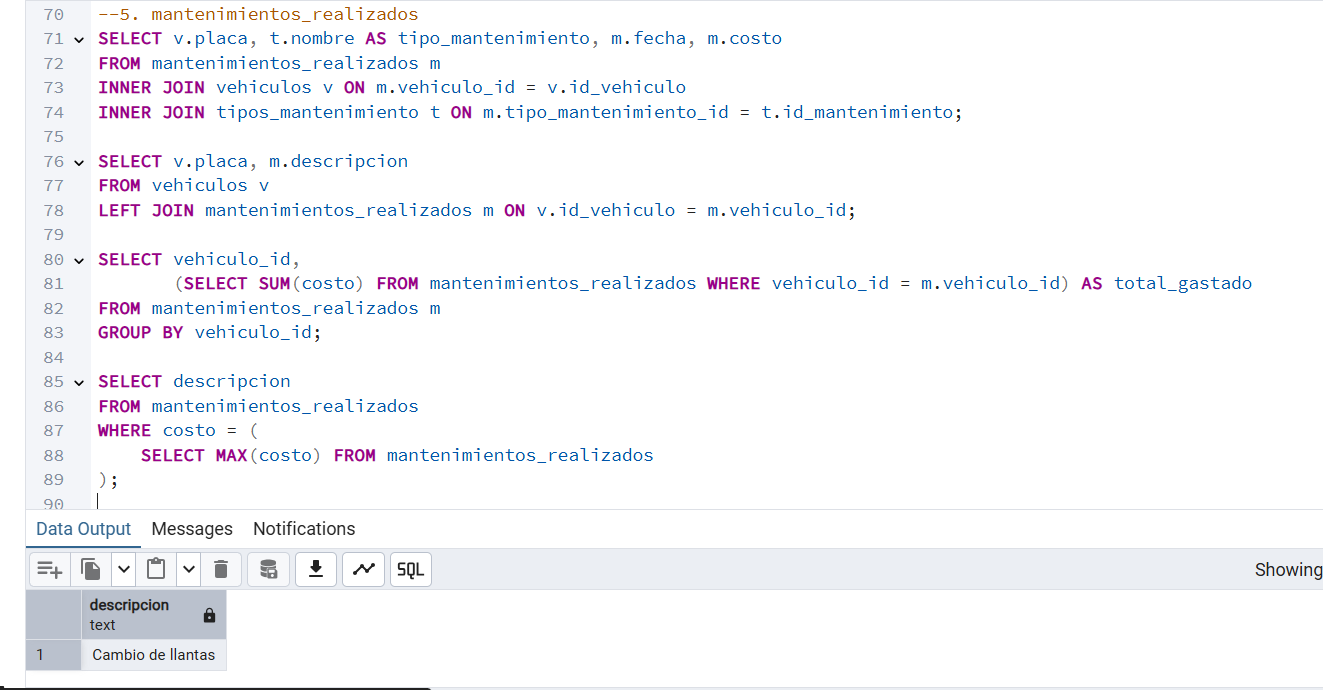 70 --5. mantenimientos_realizados
71 SELECT v.placa, t.nombre AS tipo_mantenimiento, m.fecha, m.costo
72 FROM mantenimientos_realizados m
73 INNER JOIN vehiculos v ON m.vehiculo_id = v.id_vehiculo
74 INNER JOIN tipos_mantenimiento t ON m.tipo_mantenimiento_id = t.id_mantenimiento;
75
76 SELECT v.placa, m.descripcion
77 FROM vehiculos v
78 LEFT JOIN mantenimientos_realizados m ON v.id_vehiculo = m.vehiculo_id;
79
80 SELECT vehiculo_id,
81 (SELECT SUM(costo) FROM mantenimientos_realizados WHERE vehiculo_id = m.vehiculo_id) AS total_gastado
82 FROM mantenimientos_realizados m
83 GROUP BY vehiculo_id;
84
85 SELECT descripcion
86 FROM mantenimientos_realizados
87 WHERE costo = (
88 SELECT MAX(costo) FROM mantenimientos_realizados
89 );
90
Data Output Messages Notifications
SQL Showing
descripcion
text
1 Cambio de llantas